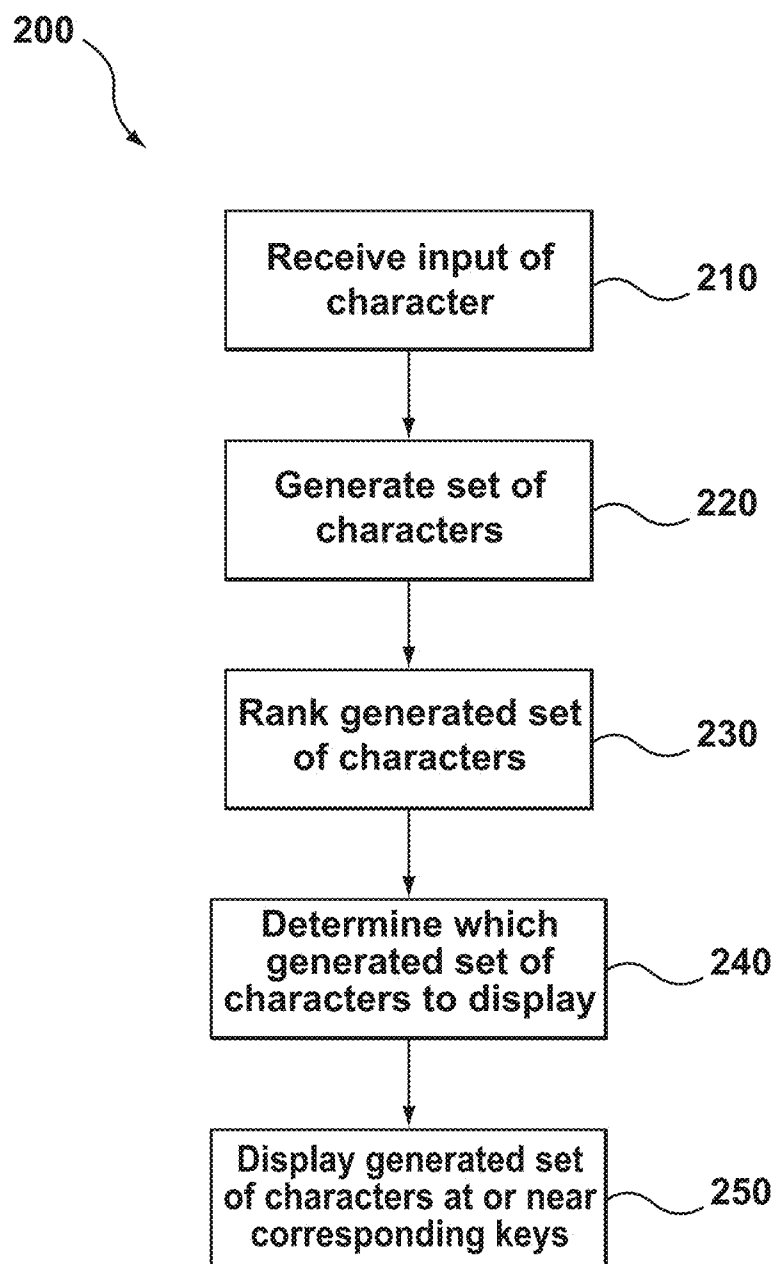 200
Receive input of
character
210
Generate set of
characters
220
Rank generated set
of characters
230
Determine which
generated set of
characters to display
240
Display generated set
of characters at or near
corresponding keys
250